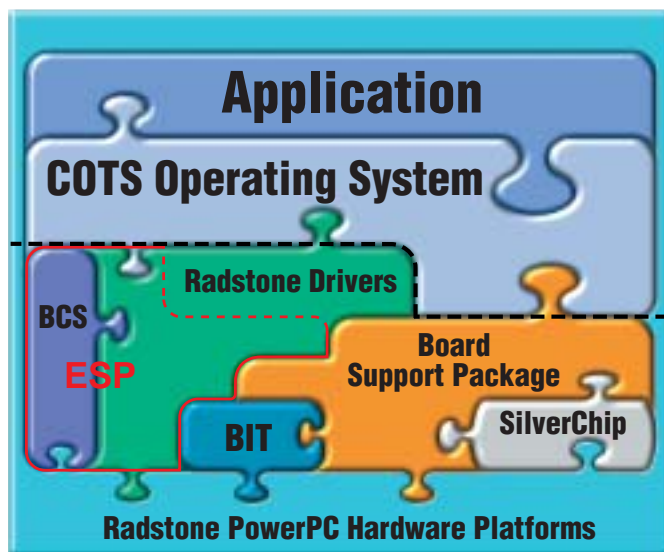 Application
COTS Operating System
Radstone Drivers
BCS
ESP
Board
Support Package
BIT
SilverChip
Radstone PowerPC Hardware Platforms